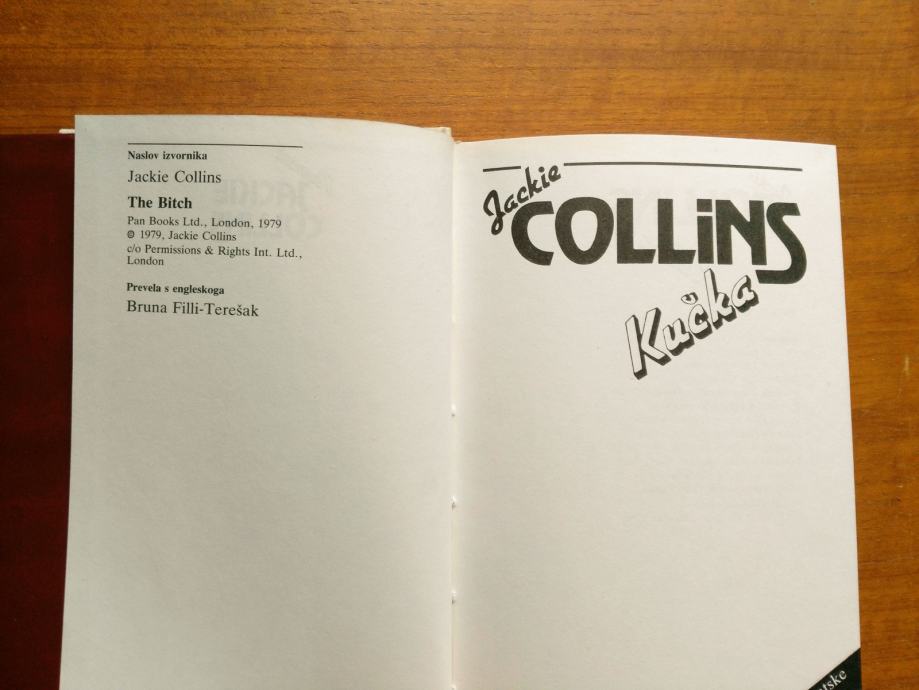 Naslov izvornika
Jackie Collins
The Bitch
Pan Books Ltd., London, 1979
© 1979, Jackie Collins
c/o Permissions & Rights Int. Ltd.,
London
Prevela s engleskoga
Bruna Filli-Terešak
Jackie
COLLiNS
Kučka